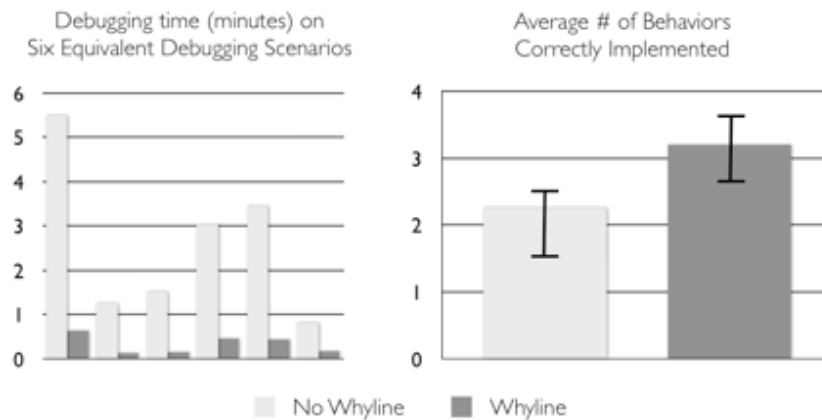 Debugging time (minutes) on
Six Equivalent Debugging Scenarios
6
5
4
3
2
1
0
Average # of Behaviors
Correctly Implemented
4
3
2
1
0
No Whyline
Whyline